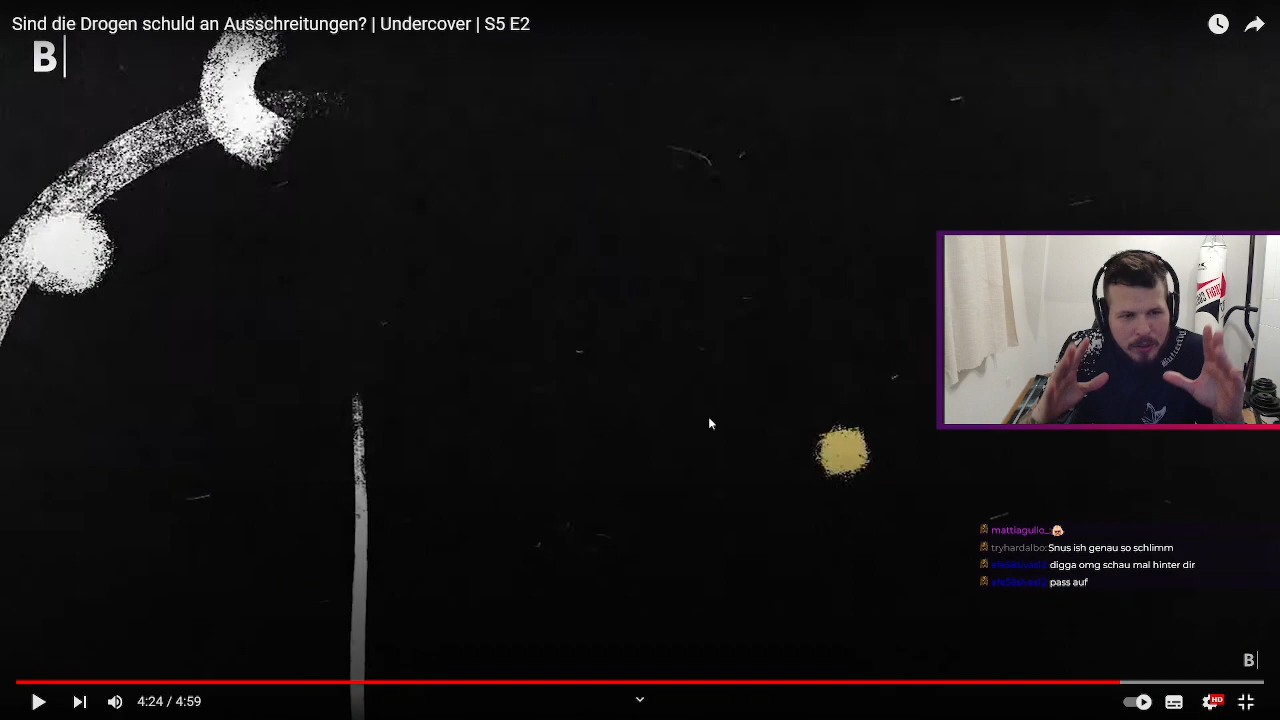 Sind die Drogen schuld an Ausschreitungen? | Undercover | S5 E2
B|
mattiagullo_:
tryhardalbo: Snus ish genau so schlimm
digga omg schau mal hinter dir
pass auf
B|
4:24 / 4:59
HD